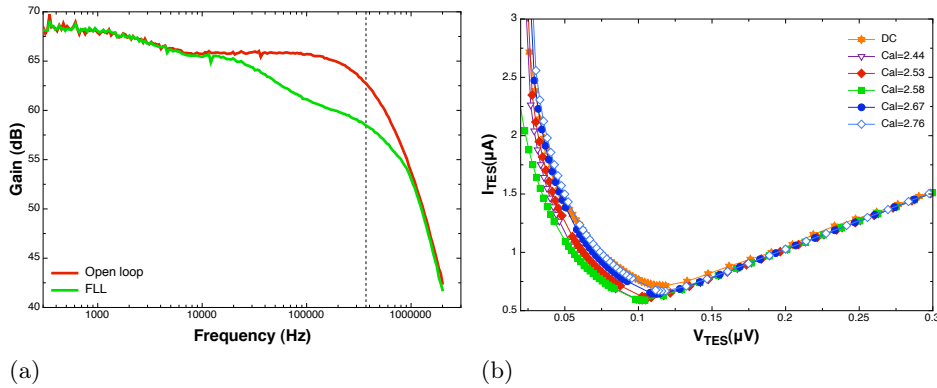 70
65
60
55
50
45
40
Gain (dB)
Open loop
FLL
1000
10000
100000
1000000
Frequency (Hz)
(a)
3
2.5
2
1.5
1
0.5
I_TES(µA)
DC
Cal=2.44
Cal=2.53
Cal=2.58
Cal=2.67
Cal=2.76
0.05
0.1
0.15
0.2
0.25
0.3
V_TES(µV)
(b)